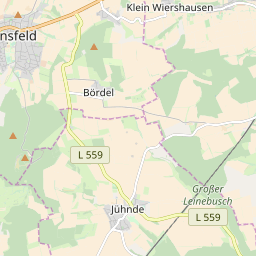 Klein Wiershausen
nsfeld
Bördel
L 559
Großer
Leinebusch
L 559
Jühnde